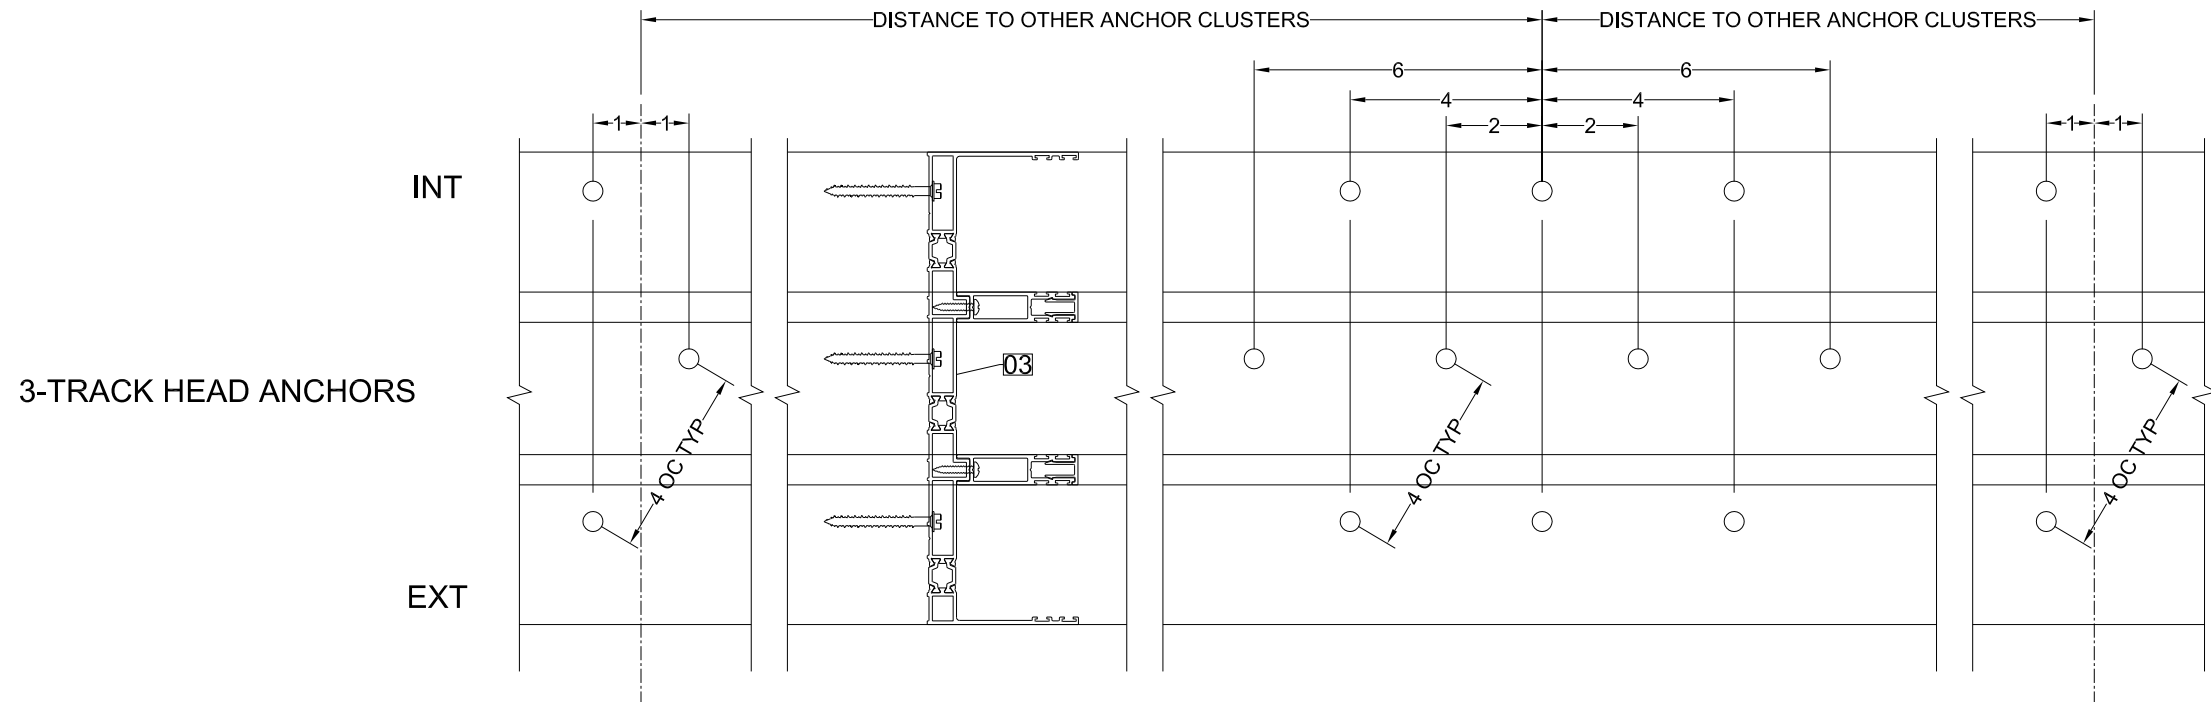 DISTANCE TO OTHER ANCHOR CLUSTERS
DISTANCE TO OTHER ANCHOR CLUSTERS
6
6
4
4
1
1
2
2
1
1
INT
03
3-TRACK HEAD ANCHORS
4 OC TYP
4 OC TYP
4 OC TYP
EXT